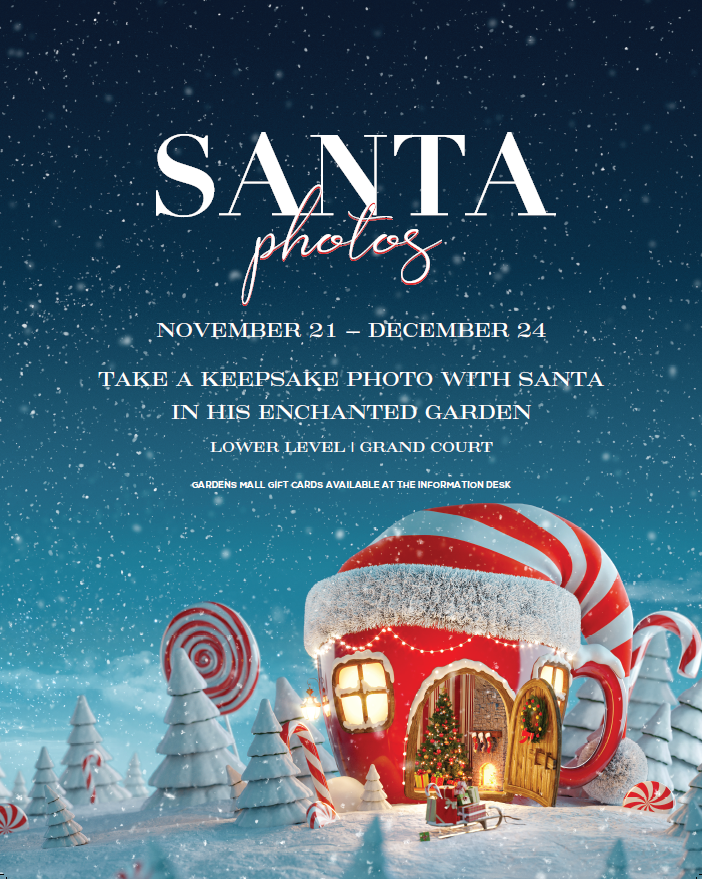 SANTA
photos
NOVEMBER 21 – DECEMBER 24
TAKE A KEEPSAKE PHOTO WITH SANTA
IN HIS ENCHANTED GARDEN
LOWER LEVEL | GRAND COURT
GARDENS MALL GIFT CARDS AVAILABLE AT THE INFORMATION DESK